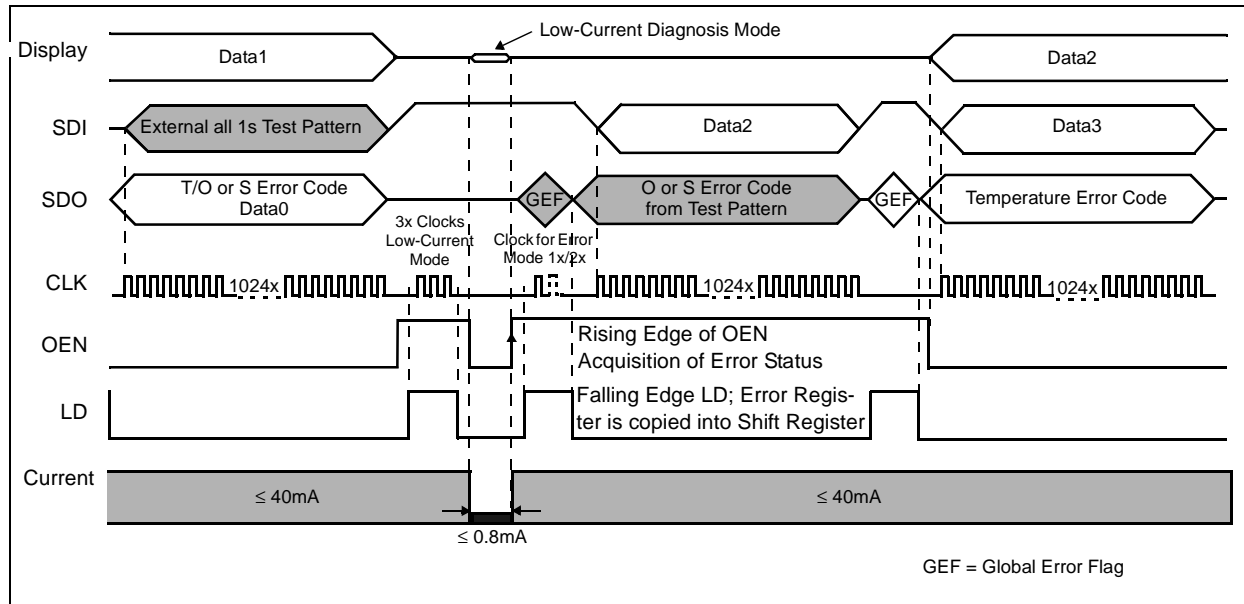 Display
Data1
Low-Current Diagnosis Mode
Data2
SDI
External all 1s Test Pattern
Data2
Data3
SDO
T/O or S Error Code
Data0
GEF
O or S Error Code
from Test Pattern
GEF
Temperature Error Code
3x Clocks
Low-Current
Mode
Clock for Error
Mode 1x/2x
CLK
1024x
1024x
1024x
OEN
Rising Edge of OEN
Acquisition of Error Status
LD
Falling Edge LD; Error Regis-
ter is copied into Shift Register
Current
≤ 40mA
≤ 40mA
≤ 0.8mA
GEF = Global Error Flag